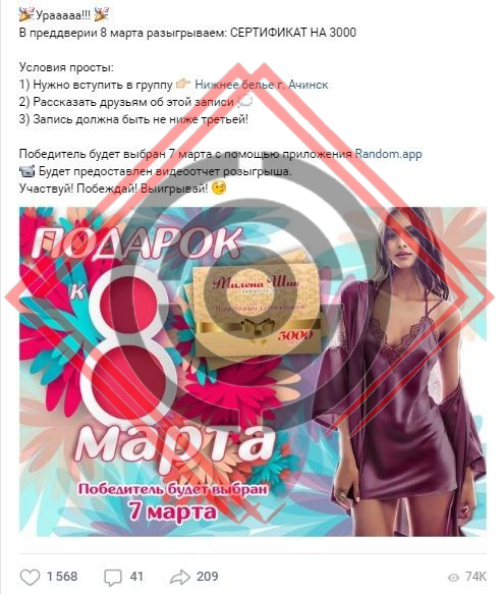 Урааааа!!!
В преддверии 8 марта разыгрываем: СЕРТИФИКАТ НА 3000
Условия просты:
1) Нужно вступить в группу 👉🏻 Нижнее белье г. Ачинск
2) Рассказать друзьям об этой записи
3) Запись должна быть не ниже третьей!
Победитель будет выбран 7 марта с помощью приложения Random.app
Будет предоставлен видеоотчет розыгрыша.
Участвуй! Побеждай! Выигрывай!
ПОДАРОК
к
8
Милена Шик
3000
марта
Победитель будет выбран
7 марта
1 568 41 209 74K